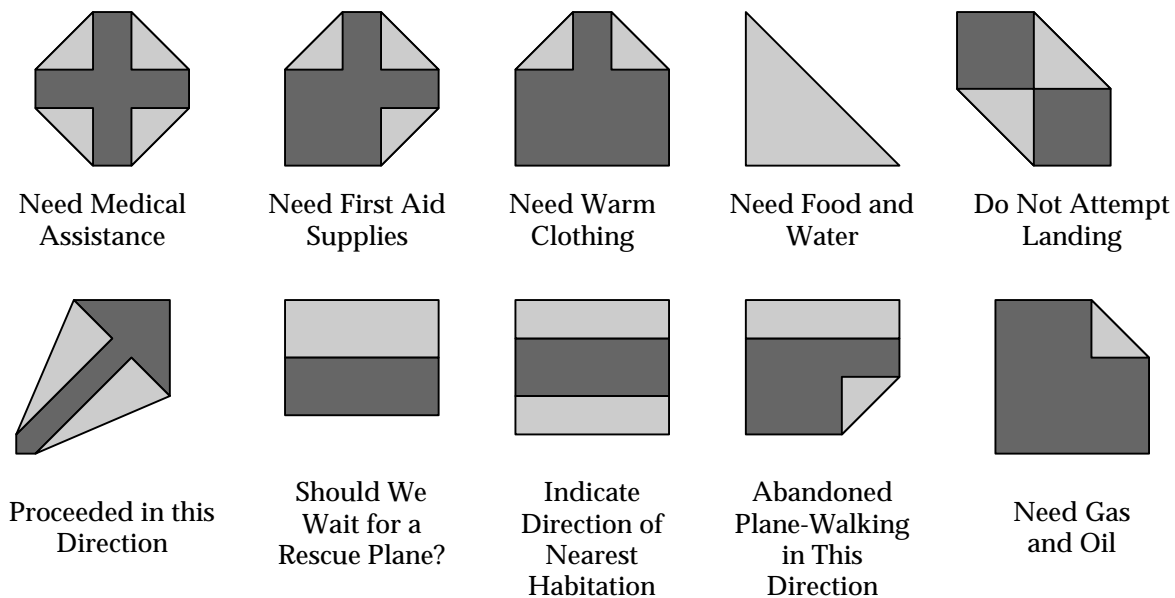 Need Medical
Assistance
Need First Aid
Supplies
Need Warm
Clothing
Need Food and
Water
Do Not Attempt
Landing
Proceeded in this
Direction
Should We
Wait for a
Rescue Plane?
Indicate
Direction of
Nearest
Habitation
Abandoned
Plane-Walking
in This
Direction
Need Gas
and Oil